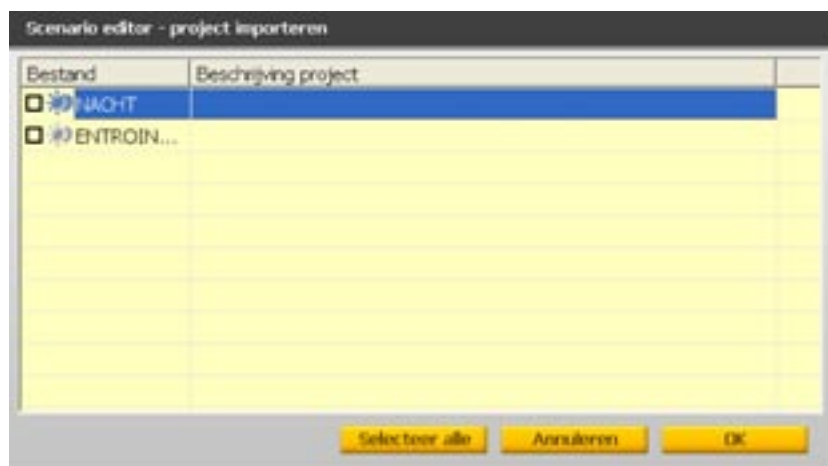 Scenario editor - project importeren
Bestand Beschrijving project
NACHT
ENTROIN...
Selecteer alle Annuleren OK